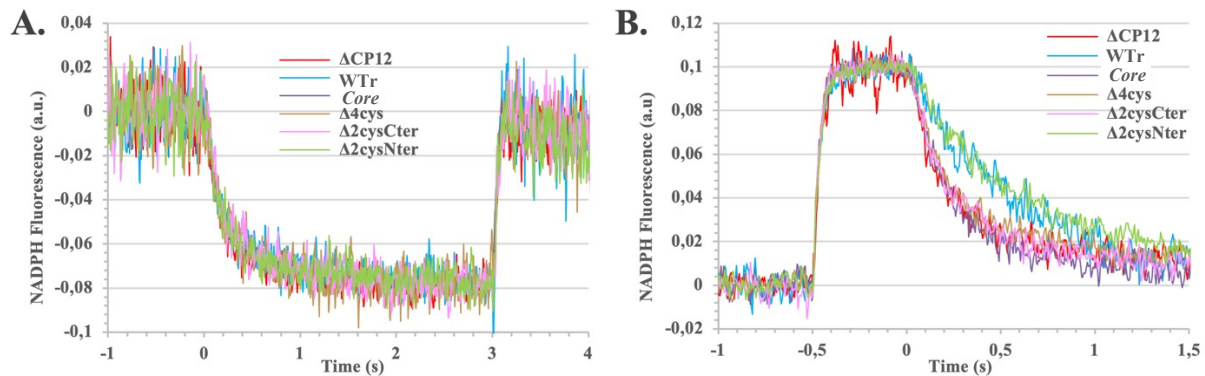 A.
0,04
0,02
0
-0,02
-0,04
-0,06
-0,08
-0,1
NADPH Fluorescence (a.u.)
-1 0 1 2 3 4
Time (s)
ΔCP12
WTr
Core
Δ4cys
Δ2cysCter
Δ2cysNter
B.
0,12
0,1
0,08
0,06
0,04
0,02
0
-0,02
NADPH Fluorescence (a.u)
-1 -0,5 0 0,5 1 1,5
Time (s)
ΔCP12
WTr
Core
Δ4cys
Δ2cysCter
Δ2cysNter